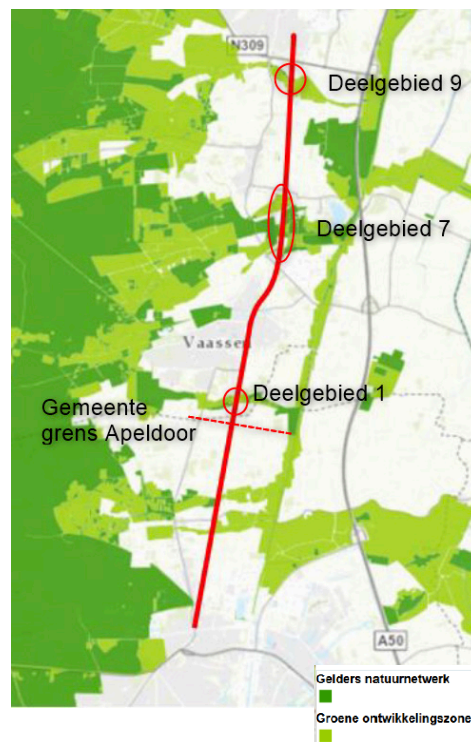 N309
Deelgebied 9
Deelgebied 7
Vaassen
Deelgebied 1
Gemeente
grens Apeldoor
A50
Gelders natuurnetwerk
Groene ontwikkelingszone